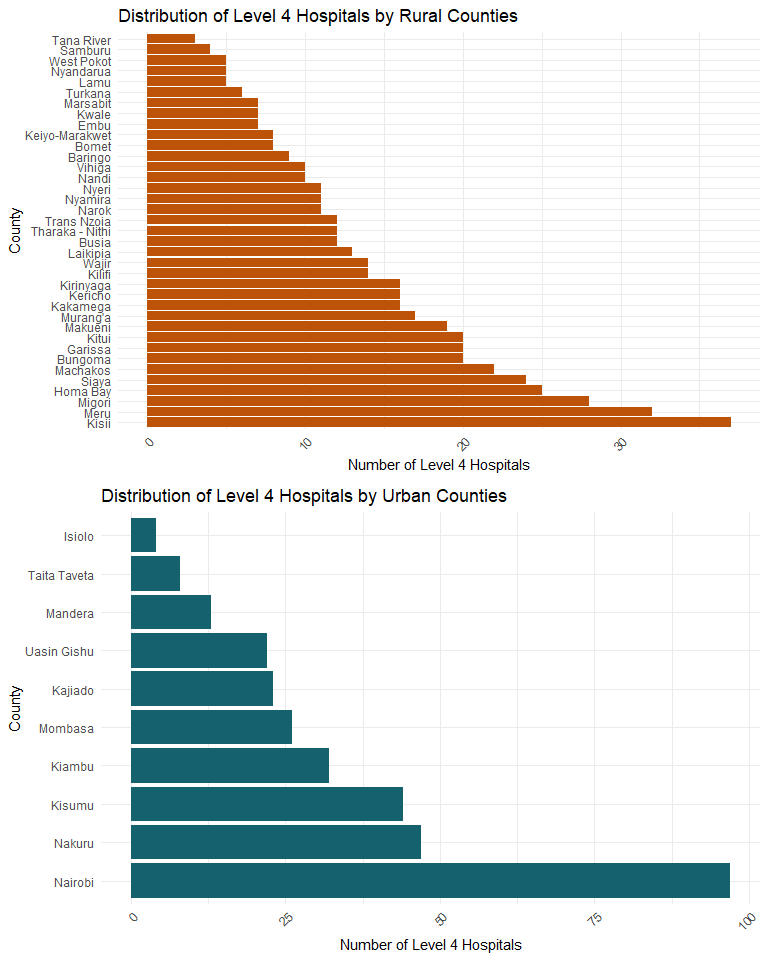 Distribution of Level 4 Hospitals by Rural Counties
County
Tana River
Samburu
West Pokot
Nyandarua
Lamu
Turkana
Marsabit
Kwale
Embu
Keiyo-Marakwet
Bomet
Baringo
Vihiga
Nandi
Nyeri
Nyamira
Narok
Trans Nzoia
Tharaka - Nithi
Busia
Laikipia
Wajir
Kilifi
Kirinyaga
Kericho
Kakamega
Murang'a
Makueni
Kitui
Garissa
Bungoma
Machakos
Siaya
Homa Bay
Migori
Meru
Kisii
0 10 20 30
Number of Level 4 Hospitals
Distribution of Level 4 Hospitals by Urban Counties
County
Isiolo
Taita Taveta
Mandera
Uasin Gishu
Kajiado
Mombasa
Kiambu
Kisumu
Nakuru
Nairobi
0 25 50 75 100
Number of Level 4 Hospitals